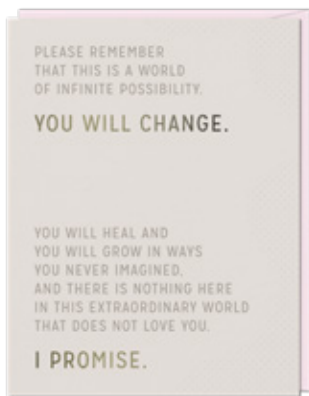 PLEASE REMEMBER
THAT THIS IS A WORLD
OF INFINITE POSSIBILITY.
YOU WILL CHANGE.
YOU WILL HEAL AND
YOU WILL GROW IN WAYS
YOU NEVER IMAGINED,
AND THERE IS NOTHING HERE
IN THIS EXTRAORDINARY WORLD
THAT DOES NOT LOVE YOU.
I PROMISE.